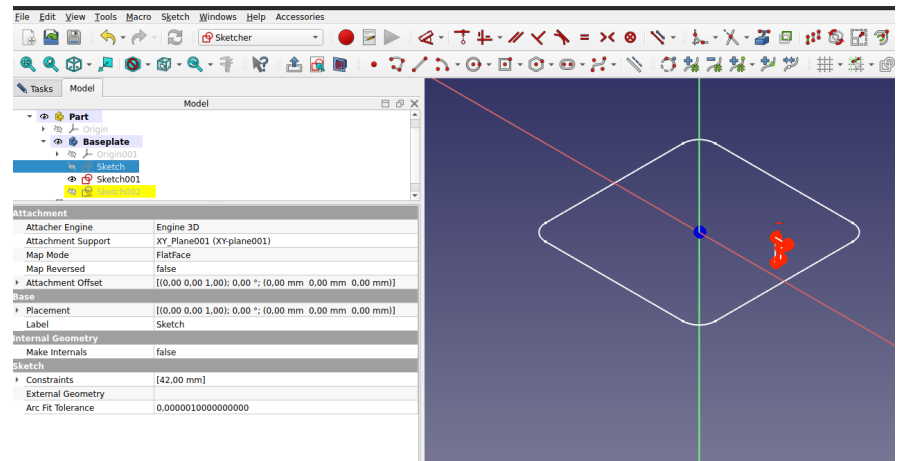 File Edit View Tools Macro Sketch Windows Help Accessories
Sketcher
Tasks Model
Model
Part
Origin
Baseplate
Origin001
Sketch
Sketch001
Sketch002
Attachment
Attacher Engine Engine 3D
Attachment Support XY_Plane001 (XY-plane001)
Map Mode FlatFace
Map Reversed false
Attachment Offset [(0,00 0,00 1,00); 0,00 °; (0,00 mm 0,00 mm 0,00 mm)]
Base
Placement [(0,00 0,00 1,00); 0,00 °; (0,00 mm 0,00 mm 0,00 mm)]
Label Sketch
Internal Geometry
Make Internals false
Sketch
Constraints [42,00 mm]
External Geometry
Arc Fit Tolerance 0,0000010000000000